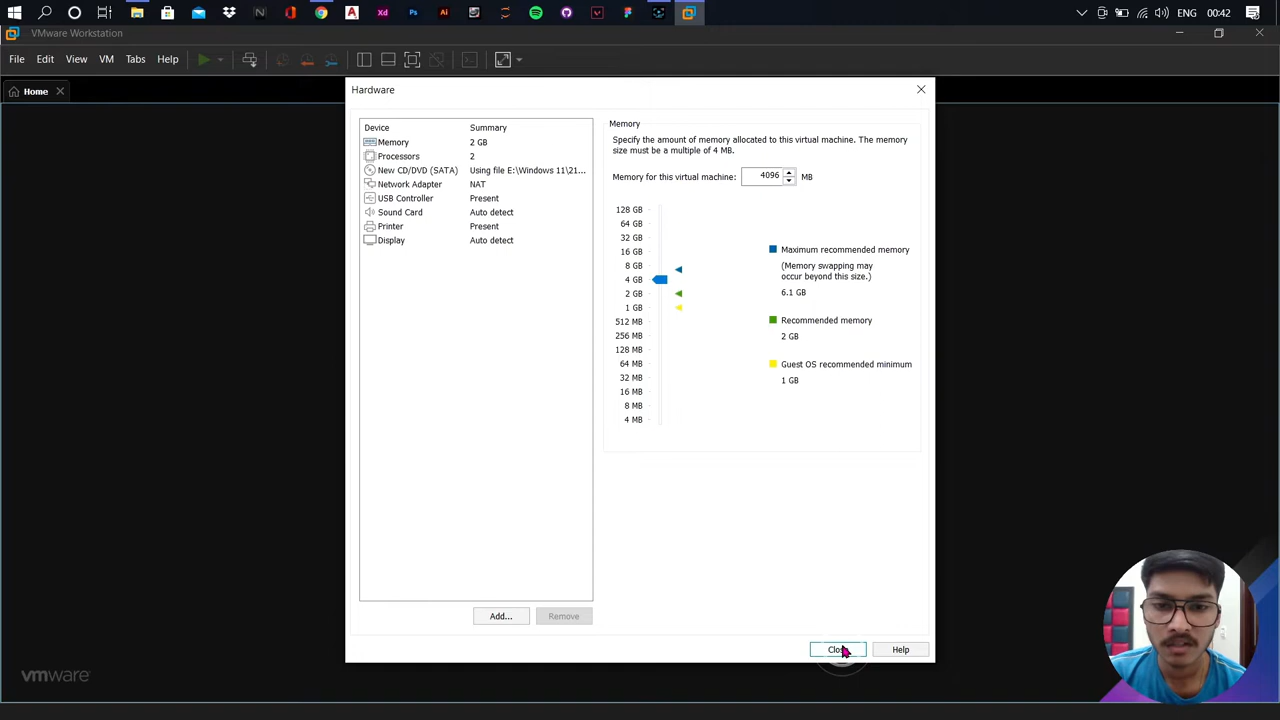 ENG
00:42
VMware Workstation
File Edit View VM Tabs Help
Home
Hardware
Device Summary
Memory 2 GB
Processors 2
New CD/DVD (SATA) Using file E:\Windows 11\21...
Network Adapter NAT
USB Controller Present
Sound Card Auto detect
Printer Present
Display Auto detect
Add...
Remove
Memory
Specify the amount of memory allocated to this virtual machine. The memory
size must be a multiple of 4 MB.
Memory for this virtual machine: 4096 MB
128 GB
64 GB
32 GB
16 GB
8 GB
4 GB
2 GB
1 GB
512 MB
256 MB
128 MB
64 MB
32 MB
16 MB
8 MB
4 MB
Maximum recommended memory
(Memory swapping may
occur beyond this size.)
6.1 GB
Recommended memory
2 GB
Guest OS recommended minimum
1 GB
Help
vmware